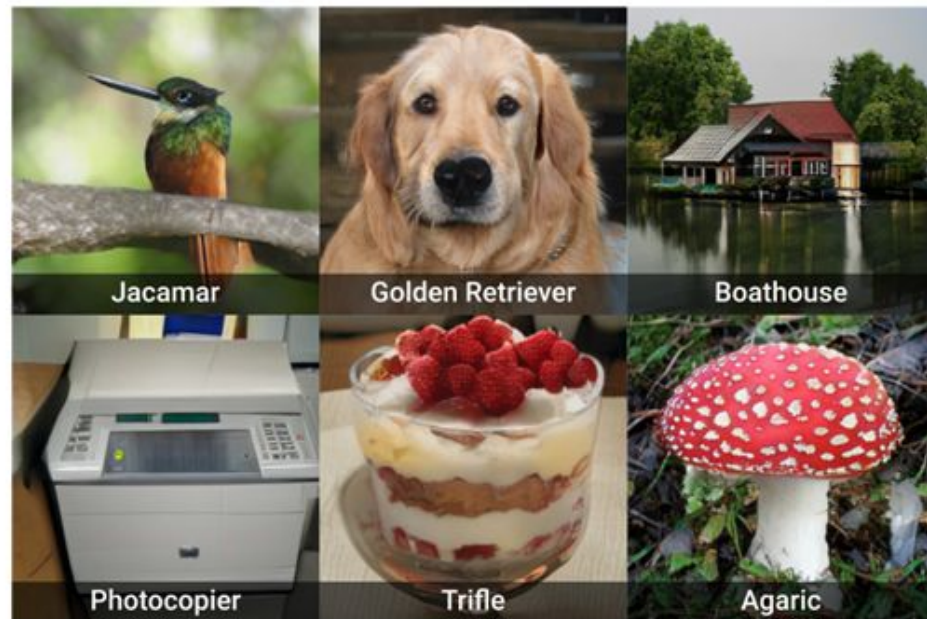 Jacamar
Golden Retriever
Boathouse
Photocopier
Trifle
Agaric